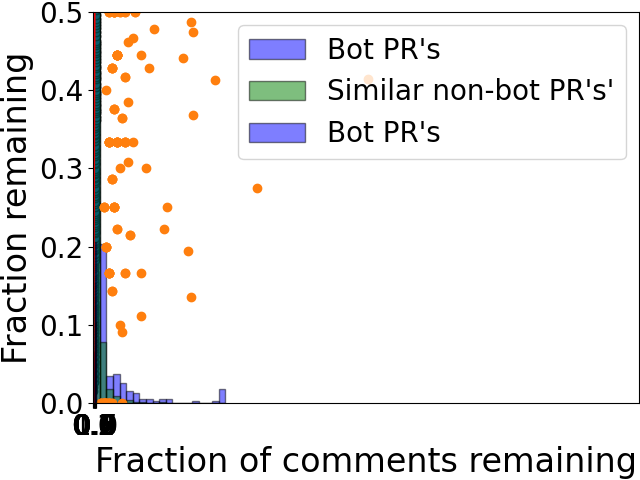 0.5
0.4
0.3
0.2
0.1
0.0
Fraction remaining
Bot PR's
Similar non-bot PR's'
Bot PR's
Fraction of comments remaining